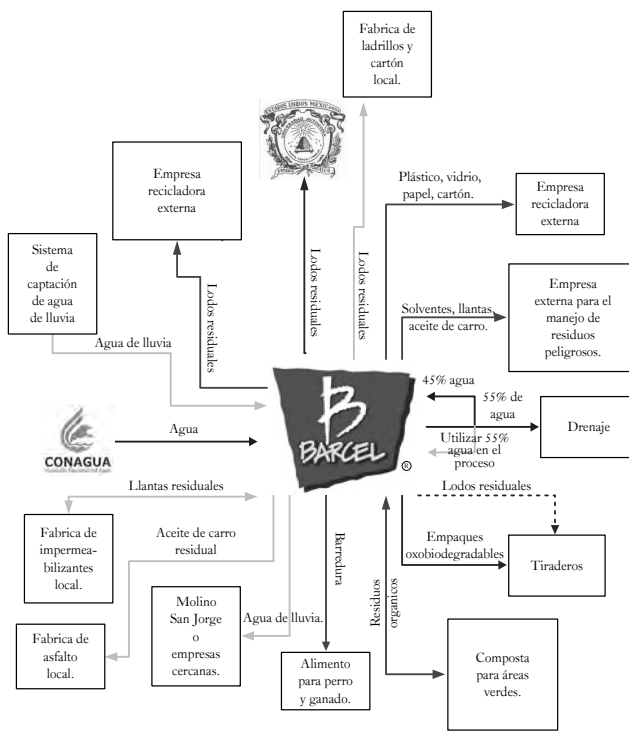 Fabrica de
ladrillos y
cartón
local.
ESTADOS UNIDOS MEXICANOS
Empresa
recicladora
externa
Plástico, vidrio,
papel, cartón.
Empresa
recicladora
externa
Sistema
de
captación
de agua
de lluvia
Lodos residuales
Lodos residuales
Lodos residuales
Solventes, llantas,
aceite de carro.
Empresa
externa para el
manejo de
residuos
peligrosos.
Agua de lluvia
45% agua
55% de
agua
Drenaje
B
BARCEL
®
Utilizar 55%
agua en el
proceso
CONAGUA
Agua
Llantas residuales
Lodos residuales
Fabrica de
impermea-
bilizantes
local.
Aceite de carro
residual
Barredura
Residuos
organicos
Empaques
oxobiodegradables
Tiraderos
Molino
San Jorge
o
empresas
cercanas.
Agua de lluvia.
Fabrica de
asfalto
local.
Alimento
para perro
y ganado.
Composta
para áreas
verdes.